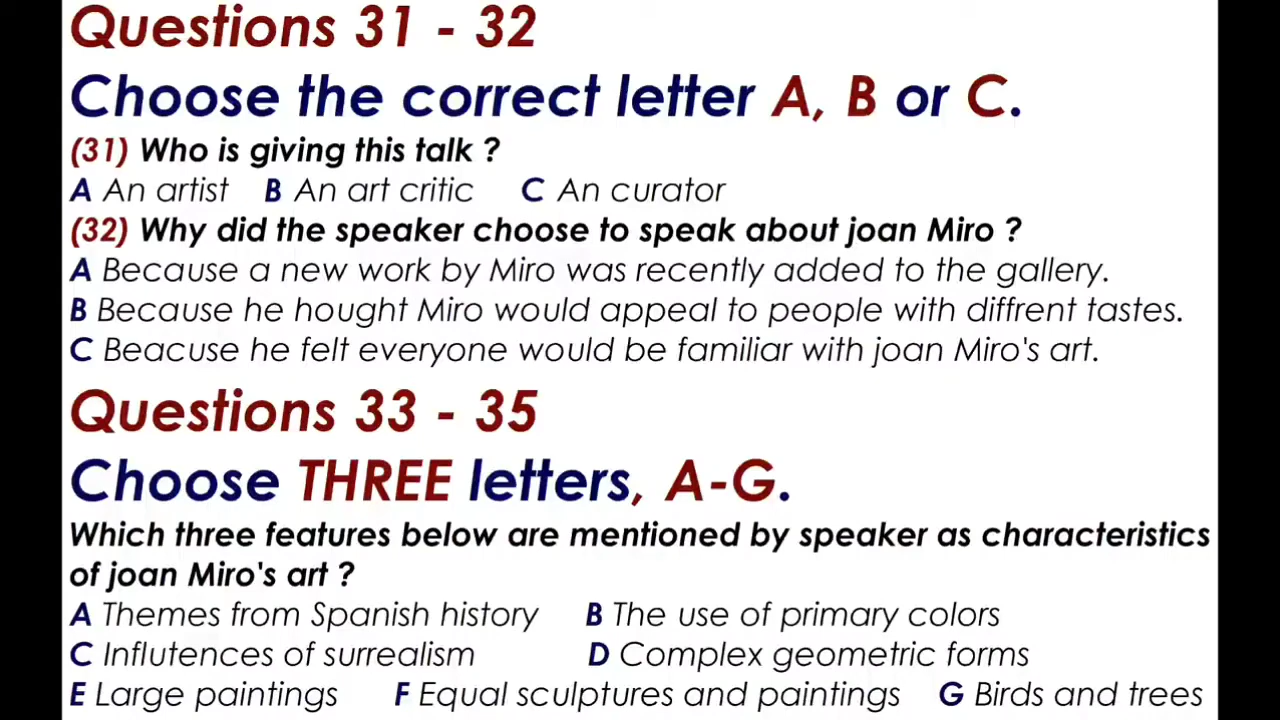 Questions 31 - 32
Choose the correct letter A, B or C.
(31) Who is giving this talk ?
A An artist B An art critic C An curator
(32) Why did the speaker choose to speak about joan Miro ?
A Because a new work by Miro was recently added to the gallery.
B Because he hought Miro would appeal to people with diffrent tastes.
C Beacuse he felt everyone would be familiar with joan Miro's art.
Questions 33 - 35
Choose THREE letters, A-G.
Which three features below are mentioned by speaker as characteristics
of joan Miro's art ?
A Themes from Spanish history B The use of primary colors
C Influtences of surrealism D Complex geometric forms
E Large paintings F Equal sculptures and paintings G Birds and trees